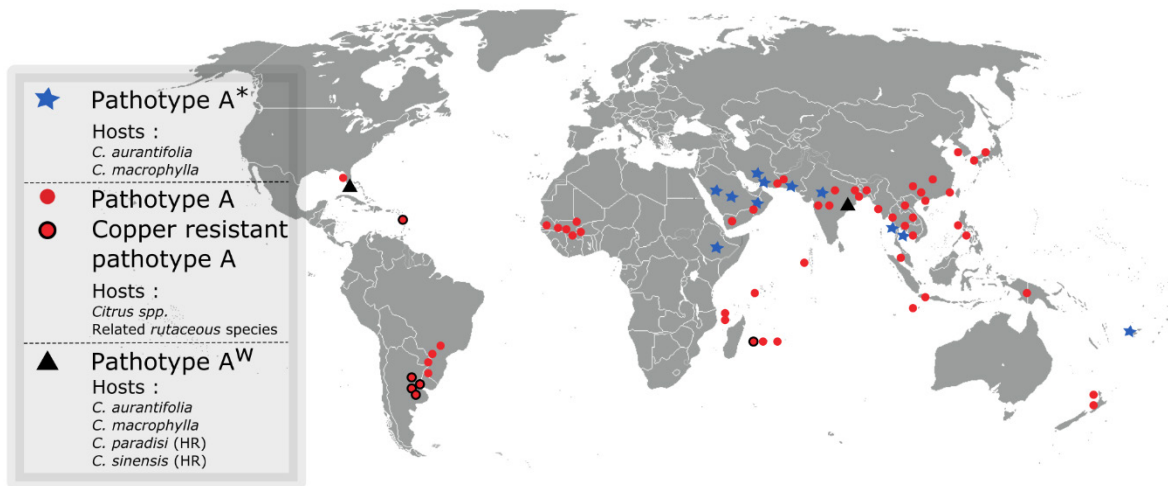 Pathotype A*
Hosts :
C. aurantifolia
C. macrophylla
Pathotype A
Copper resistant
pathotype A
Hosts :
Citrus spp.
Related rutaceous species
Pathotype Aᵂ
Hosts :
C. aurantifolia
C. macrophylla
C. paradisi (HR)
C. sinensis (HR)